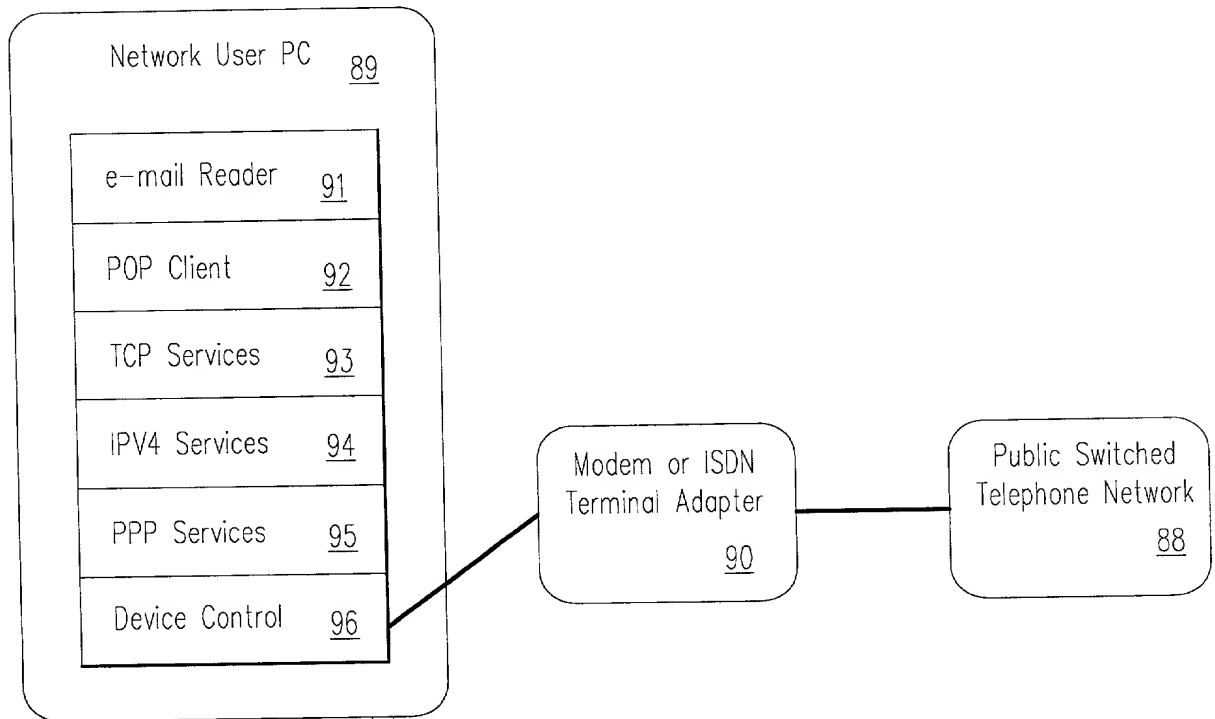 Network User PC 89
e-mail Reader 91
POP Client 92
TCP Services 93
IPV4 Services 94
PPP Services 95
Device Control 96
Modem or ISDN
Terminal Adapter
90
Public Switched
Telephone Network
88